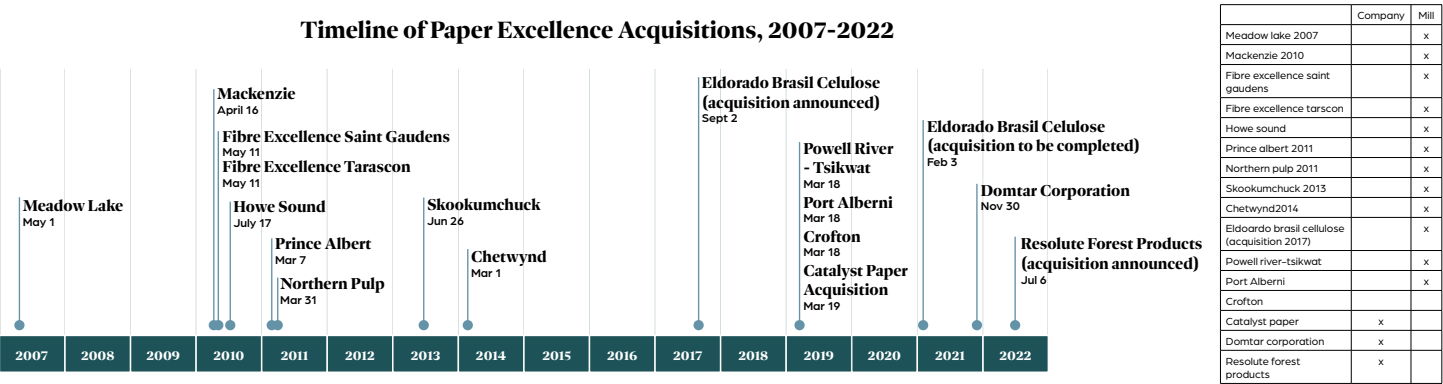 Timeline of Paper Excellence Acquisitions, 2007-2022
Meadow Lake
May 1
Mackenzie
April 16
Fibre Excellence Saint Gaudens
May 11
Fibre Excellence Tarascon
May 11
Howe Sound
July 17
Prince Albert
Mar 7
Northern Pulp
Mar 31
Skookumchuck
Jun 26
Chetwynd
Mar 1
Eldorado Brasil Celulose
(acquisition announced)
Sept 2
Powell River
- Tsikwat
Mar 18
Port Alberni
Mar 18
Crofton
Mar 18
Catalyst Paper
Acquisition
Mar 19
Eldorado Brasil Celulose
(acquisition to be completed)
Feb 3
Domtar Corporation
Nov 30
Resolute Forest Products
(acquisition announced)
Jul 6
2007 2008 2009 2010 2011 2012 2013 2014 2015 2016 2017 2018 2019 2020 2021 2022
Company Mill
Meadow lake 2007 x
Mackenzie 2010 x
Fibre excellence saint x
gaudens
Fibre excellence tarscon x
Howe sound x
Prince albert 2011 x
Northern pulp 2011 x
Skookumchuck 2013 x
Chetwynd2014 x
Eldoardo brasil cellulose x
(acquisition 2017)
Powell river-tsikwat x
Port Alberni x
Crofton
Catalyst paper x
Domtar corporation x
Resolute forest x
products